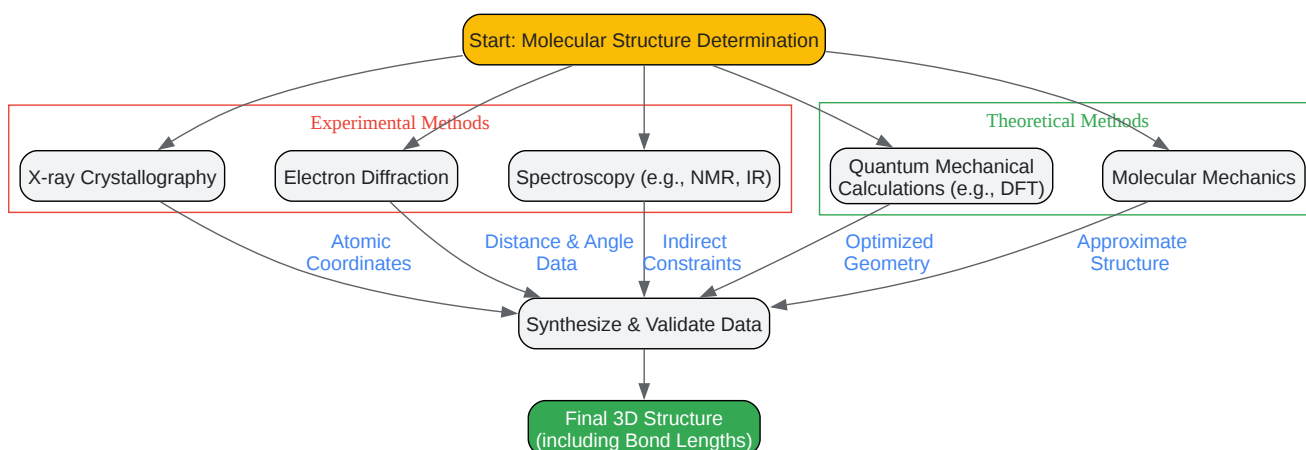 Start: Molecular Structure Determination
Experimental Methods
Theoretical Methods
X-ray Crystallography
Electron Diffraction
Spectroscopy (e.g., NMR, IR)
Quantum Mechanical
Calculations (e.g., DFT)
Molecular Mechanics
Atomic
Coordinates
Distance & Angle
Data
Indirect
Constraints
Optimized
Geometry
Approximate
Structure
Synthesize & Validate Data
Final 3D Structure
(including Bond Lengths)